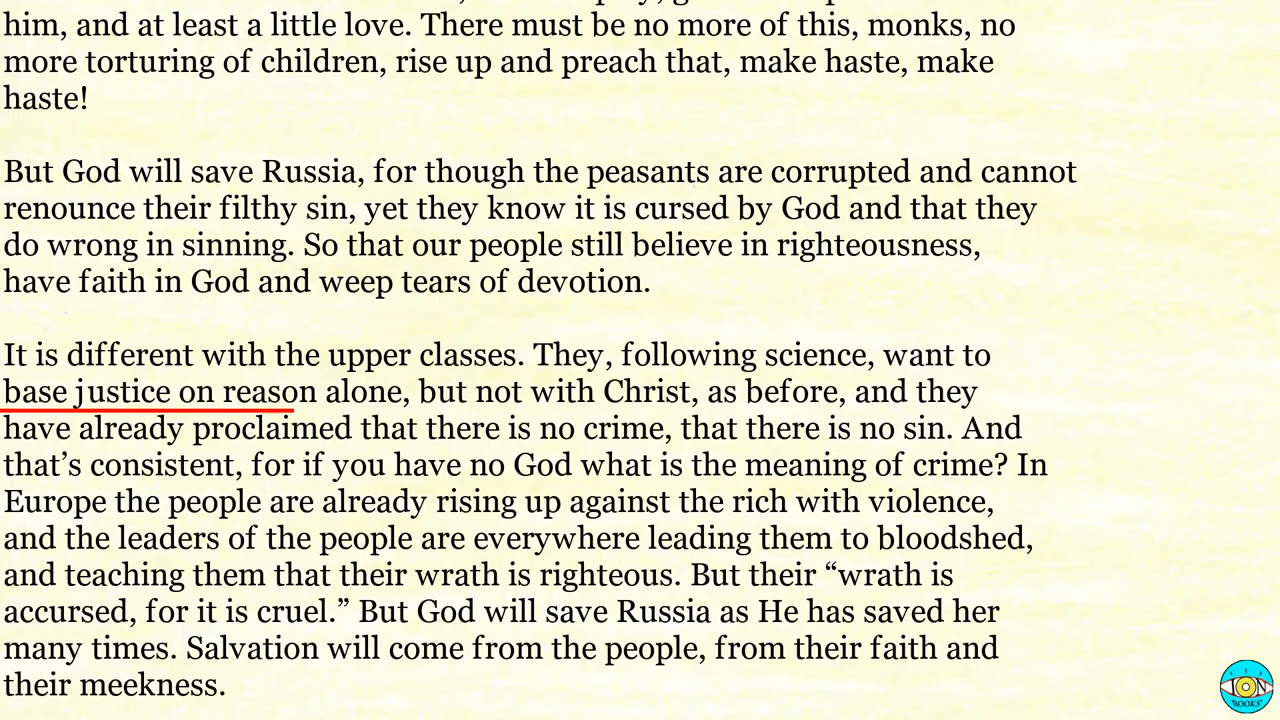 him, and at least a little love. There must be no more of this, monks, no
more torturing of children, rise up and preach that, make haste, make
haste!
But God will save Russia, for though the peasants are corrupted and cannot
renounce their filthy sin, yet they know it is cursed by God and that they
do wrong in sinning. So that our people still believe in righteousness,
have faith in God and weep tears of devotion.
It is different with the upper classes. They, following science, want to
base justice on reason alone, but not with Christ, as before, and they
have already proclaimed that there is no crime, that there is no sin. And
that’s consistent, for if you have no God what is the meaning of crime? In
Europe the people are already rising up against the rich with violence,
and the leaders of the people are everywhere leading them to bloodshed,
and teaching them that their wrath is righteous. But their “wrath is
accursed, for it is cruel.” But God will save Russia as He has saved her
many times. Salvation will come from the people, from their faith and
their meekness.
ION
BOOKS